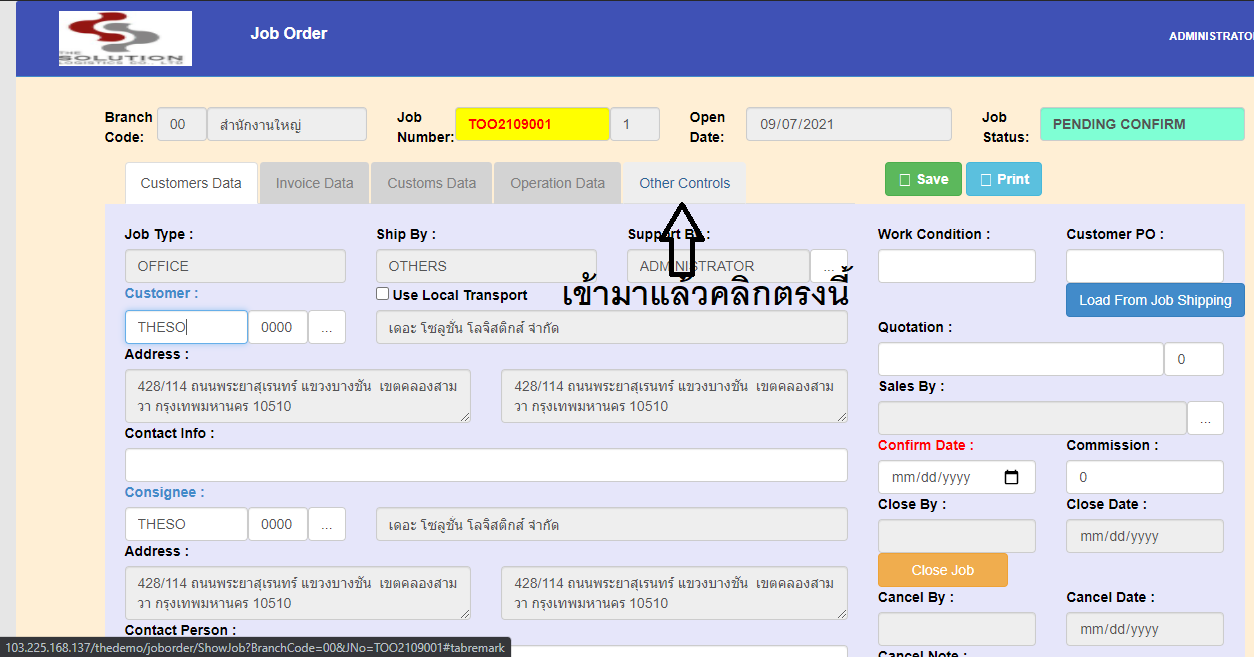 THE
SOLUTION
LOGISTICS CO., LTD
Job Order
ADMINISTRATO
Branch Code: 00 สำนักงานใหญ่
Job Number: TOO2109001 1
Open Date: 09/07/2021
Job Status: PENDING CONFIRM
Customers Data Invoice Data Customs Data Operation Data Other Controls
Save Print
Job Type : Ship By : Support By :
OFFICE OTHERS ADMINISTRATOR ...
เข้ามาแล้วคลิกตรงนี้
Customer : Use Local Transport
THESO 0000 ... เดอะ โซลูชั่น โลจิสติกส์ จำกัด
Address :
428/114 ถนนพระยาสุเรนทร์ แขวงบางชัน เขตคลองสาม
วา กรุงเทพมหานคร 10510
428/114 ถนนพระยาสุเรนทร์ แขวงบางชัน เขตคลองสาม
วา กรุงเทพมหานคร 10510
Contact Info :
Consignee :
THESO 0000 ... เดอะ โซลูชั่น โลจิสติกส์ จำกัด
Address :
428/114 ถนนพระยาสุเรนทร์ แขวงบางชัน เขตคลองสาม
วา กรุงเทพมหานคร 10510
428/114 ถนนพระยาสุเรนทร์ แขวงบางชัน เขตคลองสาม
วา กรุงเทพมหานคร 10510
Contact Person :
Work Condition : Customer PO :
Load From Job Shipping
Quotation :
0
Sales By :
...
Confirm Date : Commission :
mm/dd/yyyy 0
Close By : Close Date :
mm/dd/yyyy
Close Job
Cancel By : Cancel Date :
mm/dd/yyyy
Cancel Note :
103.225.168.137/thedemo/joborder/ShowJob?BranchCode=00&JNo=TOO2109001#tabremark